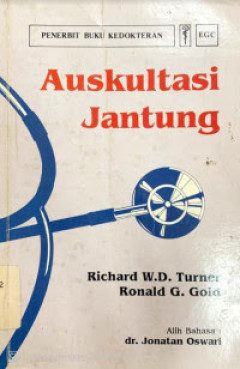 PENERBIT BUKU KEDOKTERAN
EGC
Auskultasi
Jantung
Richard W.D. Turner
Ronald G. Gold
Alih Bahasa :
dr. Jonatan Oswari